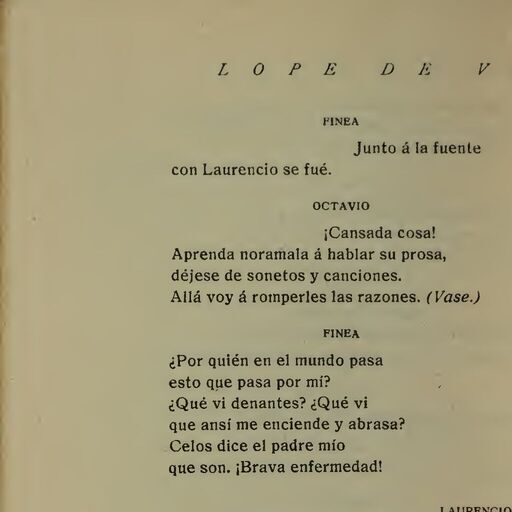 LOPE DE V
FINEA
Junto á la fuente
con Laurencio se fué.
OCTAVIO
¡Cansada cosa!
Aprenda noramala á hablar su prosa,
déjese de sonetos y canciones.
Allá voy á romperles las razones. (Vase.)
FINEA
¿Por quién en el mundo pasa
esto que pasa por mí?
¿Qué vi denantes? ¿Qué vi
que ansí me enciende y abrasa?
Celos dice el padre mío
que son. ¡Brava enfermedad!
LAURENCIO